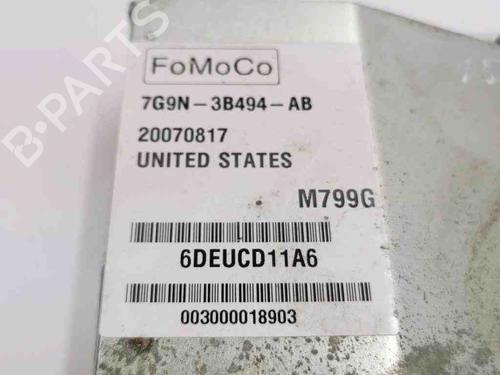 FoMoCo
7G9N-3B494-AB
20070817
UNITED STATES
M799G
6DEUCD11A6
003000018903
B-PARTS